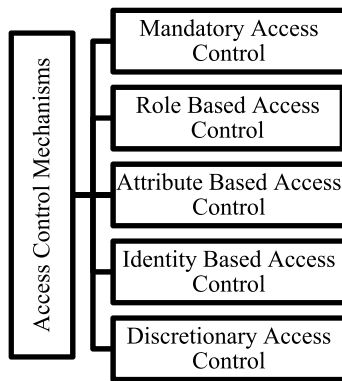 Access Control Mechanisms
Mandatory Access
Control
Role Based Access
Control
Attribute Based Access
Control
Identity Based Access
Control
Discretionary Access
Control